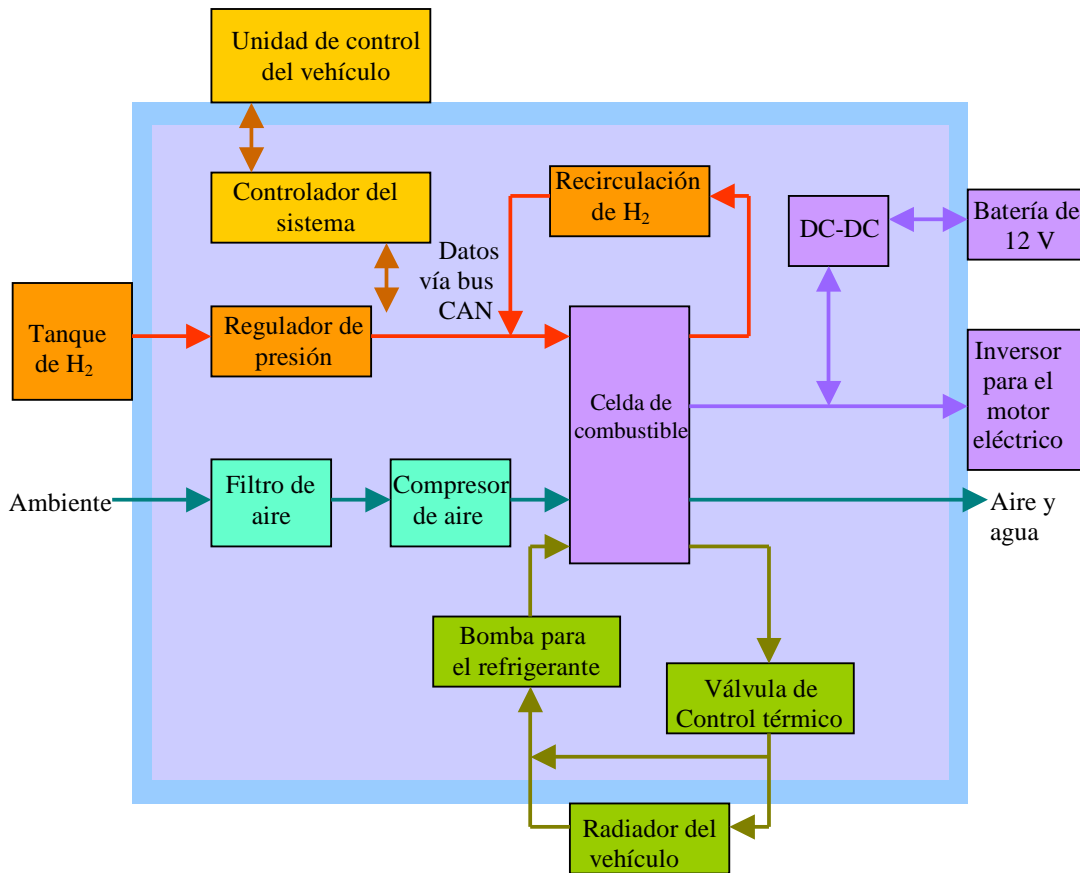 Unidad de control
del vehículo
Controlador del
sistema
Recirculación
de H₂
DC-DC
Batería de
12 V
Datos
vía bus
CAN
Tanque
de H₂
Regulador de
presión
Celda de
combustible
Inversor
para el
motor
eléctrico
Ambiente
Filtro de
aire
Compresor
de aire
Aire y
agua
Bomba para
el refrigerante
Válvula de
Control térmico
Radiador del
vehículo